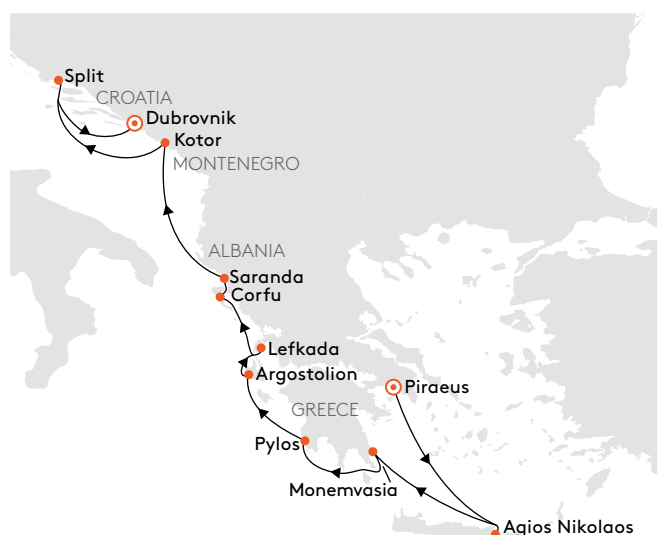 Split
CROATIA
Dubrovnik
Kotor
MONTENEGRO
ALBANIA
Saranda
Corfu
Lefkada
Argostolion
Piraeus
GREECE
Pylos
Monemvasia
Agios Nikolaos